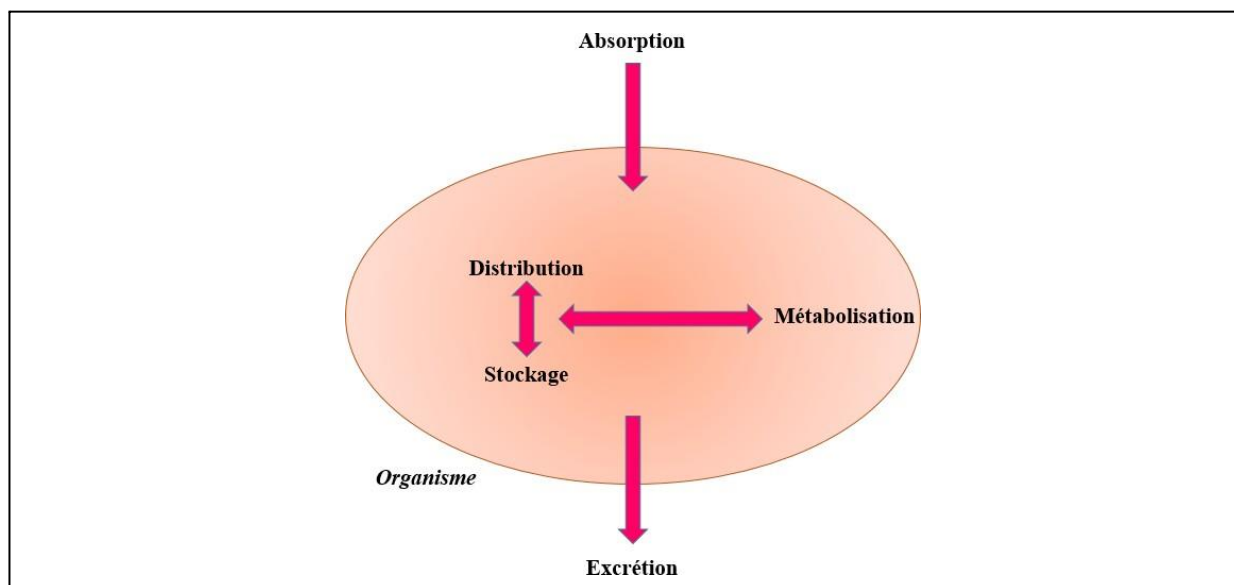 Absorption
Distribution
Métabolisation
Stockage
Organisme
Excrétion